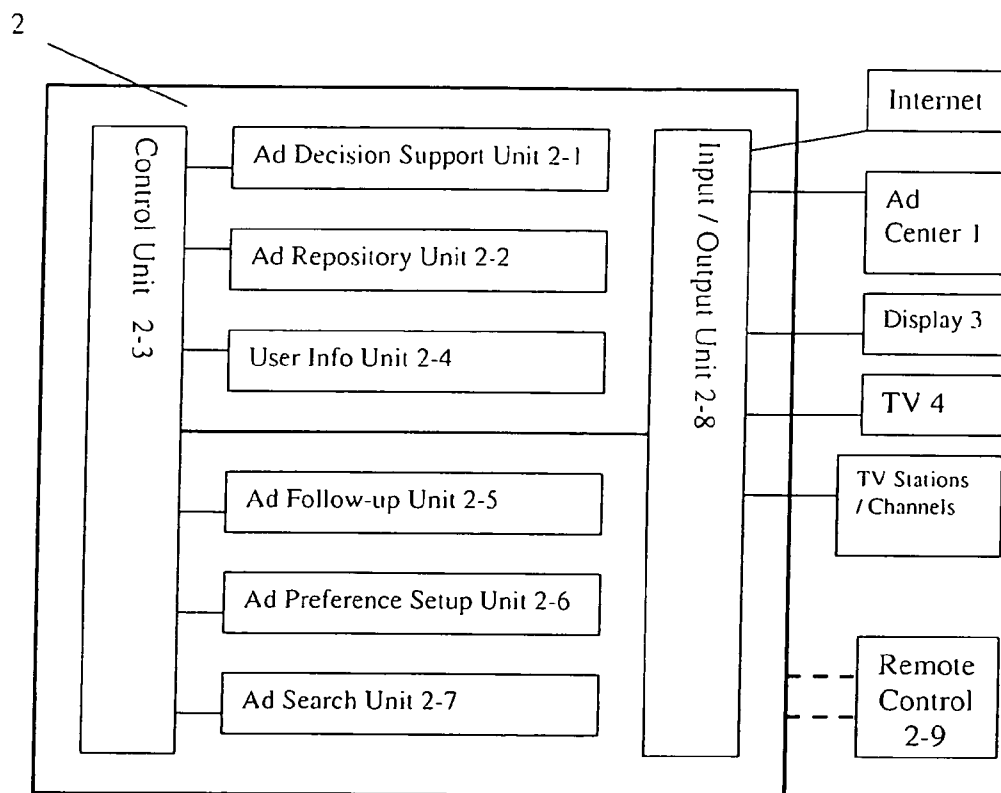 2
Control Unit 2-3
Ad Decision Support Unit 2-1
Ad Repository Unit 2-2
User Info Unit 2-4
Ad Follow-up Unit 2-5
Ad Preference Setup Unit 2-6
Ad Search Unit 2-7
Input / Output Unit 2-8
Internet
Ad
Center 1
Display 3
TV 4
TV Stations
/ Channels
Remote
Control
2-9